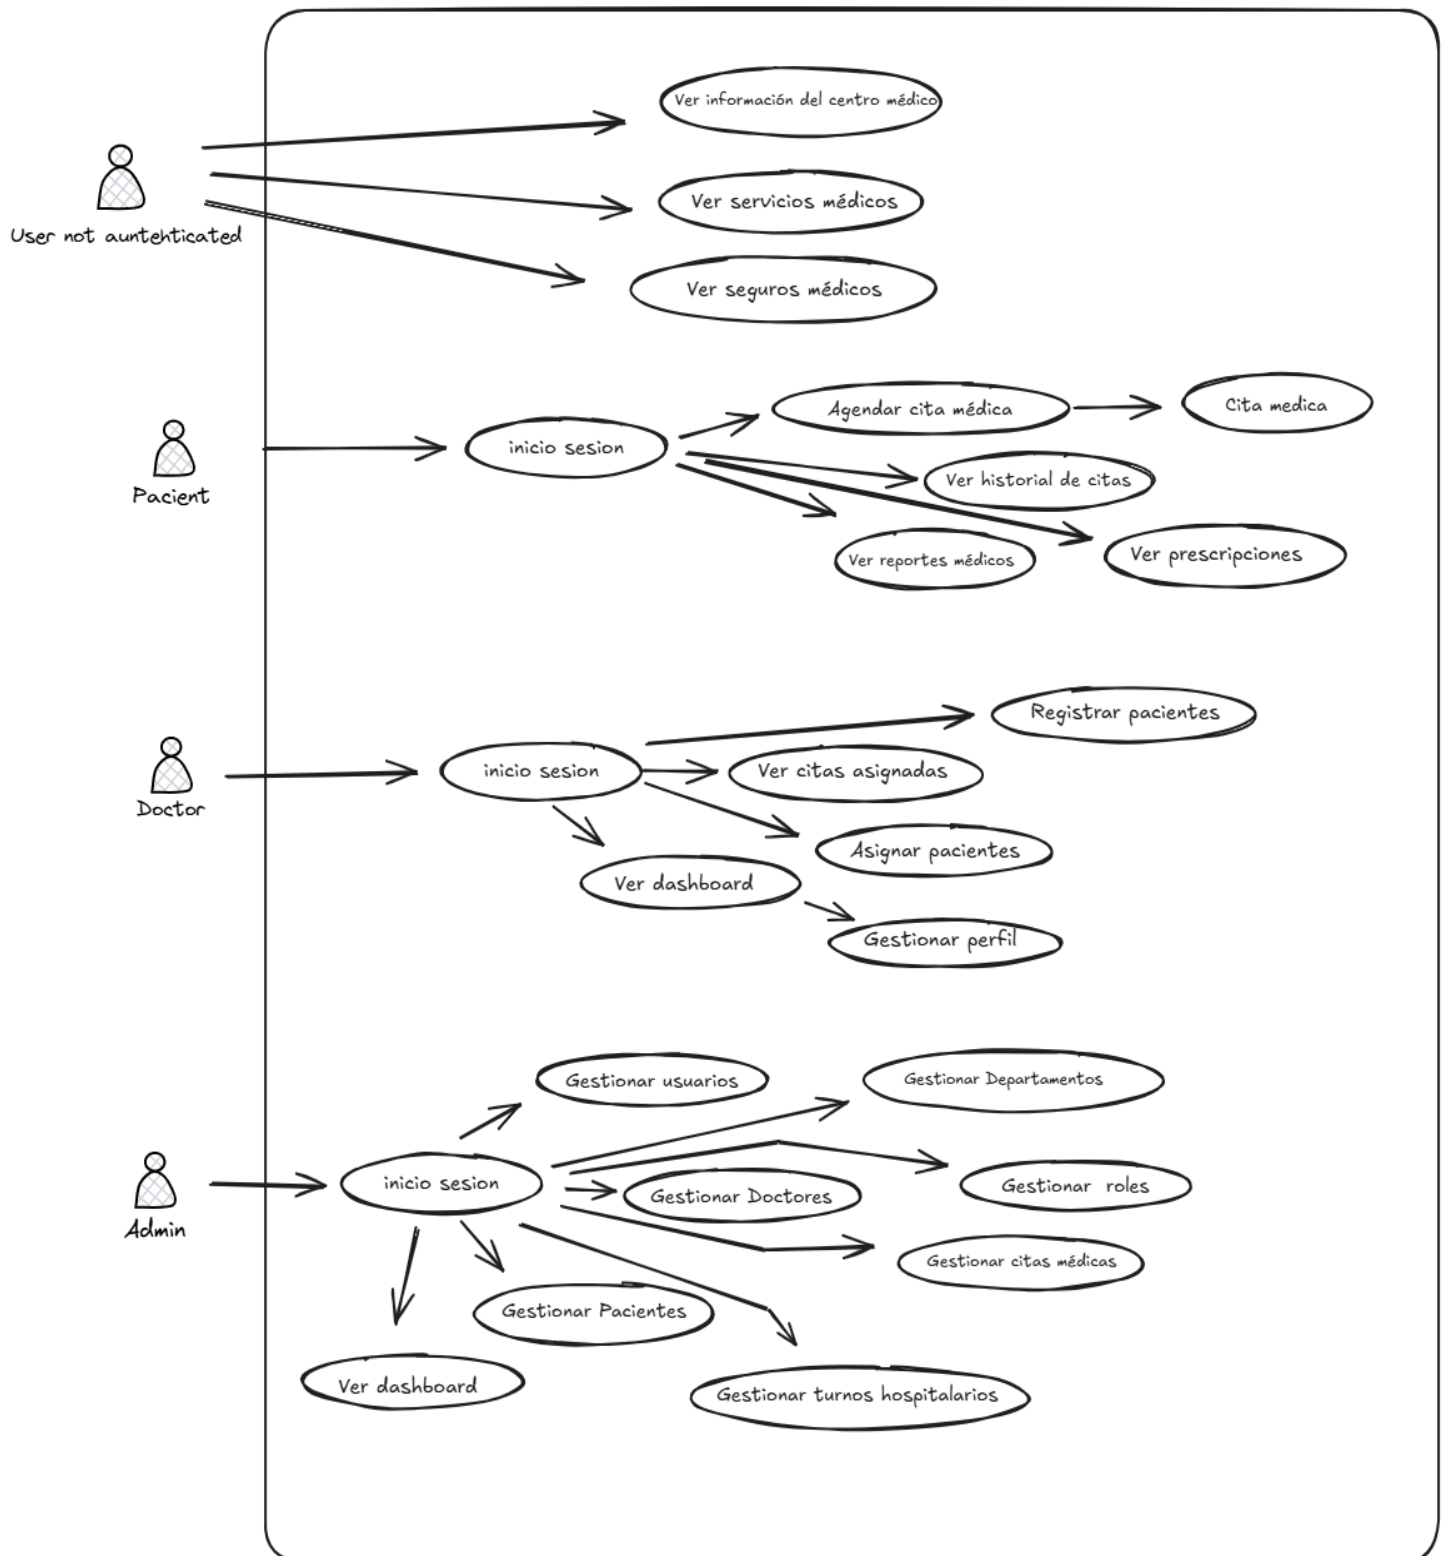 Ver información del centro médico
Ver servicios médicos
User not auntehticated
Ver seguros médicos
Agendar cita médica
Cita medica
inicio sesion
Ver historial de citas
Pacient
Ver reportes médicos
Ver prescripciones
Registrar pacientes
inicio sesion
Ver citas asignadas
Doctor
Asignar pacientes
Ver dashboard
Gestionar perfil
Gestionar usuarios
Gestionar Departamentos
inicio sesion
Gestionar Doctores
Gestionar roles
Admin
Gestionar citas médicas
Gestionar Pacientes
Ver dashboard
Gestionar turnos hospitalarios